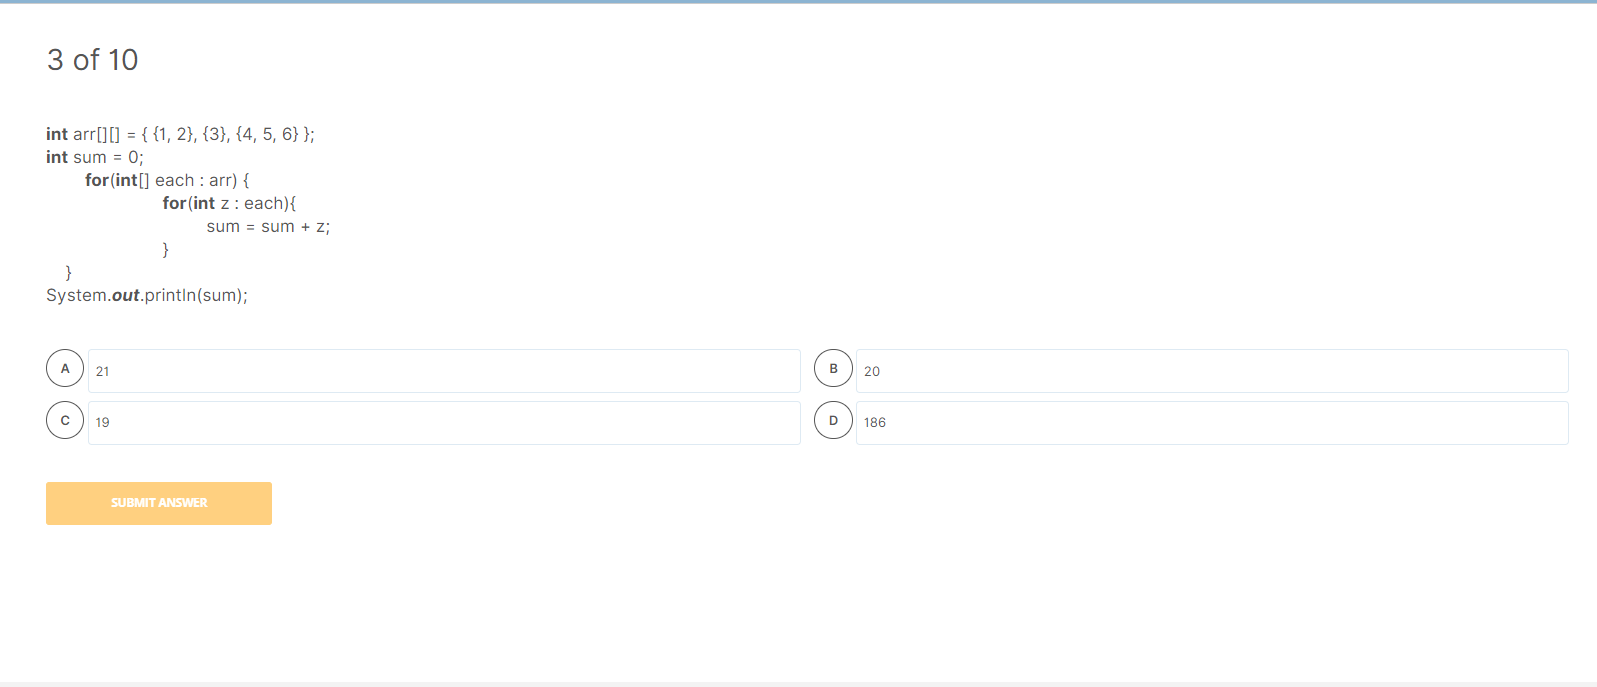 3 of 10
int arr[][] = { {1, 2}, {3}, {4, 5, 6} };
int sum = 0;
for(int[] each : arr) {
for(int z : each){
sum = sum + z;
}
}
System.out.println(sum);
A 21
B 20
C 19
D 186
SUBMIT ANSWER